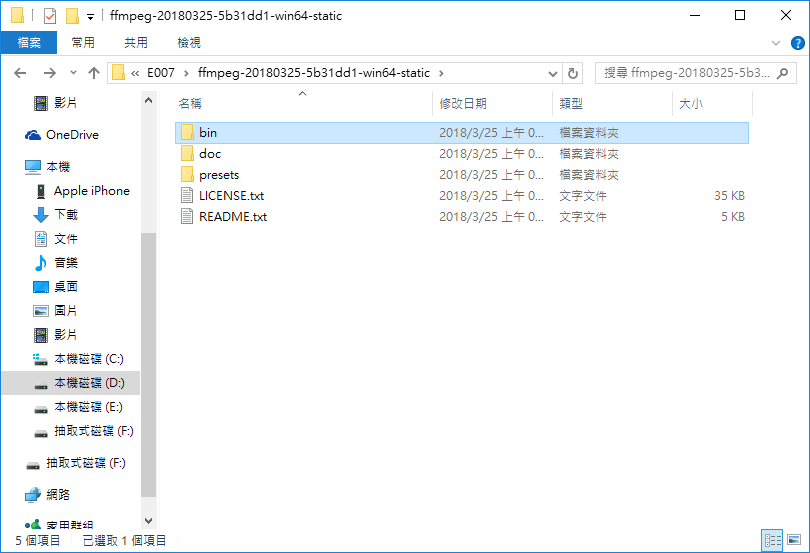 ffmpeg-20180325-5b31dd1-win64-static
檔案 常用 共用 檢視
« E007 › ffmpeg-20180325-5b31dd1-win64-static ›
搜尋 ffmpeg-20180325-5b3...
影片
OneDrive
本機
Apple iPhone
下載
文件
音樂
桌面
圖片
影片
本機磁碟 (C:)
本機磁碟 (D:)
本機磁碟 (E:)
抽取式磁碟 (F:)
抽取式磁碟 (F:)
網路
家用群組
名稱 修改日期 類型 大小
bin 2018/3/25 上午 0... 檔案資料夾
doc 2018/3/25 上午 0... 檔案資料夾
presets 2018/3/25 上午 0... 檔案資料夾
LICENSE.txt 2018/3/25 上午 0... 文字文件 35 KB
README.txt 2018/3/25 上午 0... 文字文件 5 KB
5 個項目 已選取 1 個項目